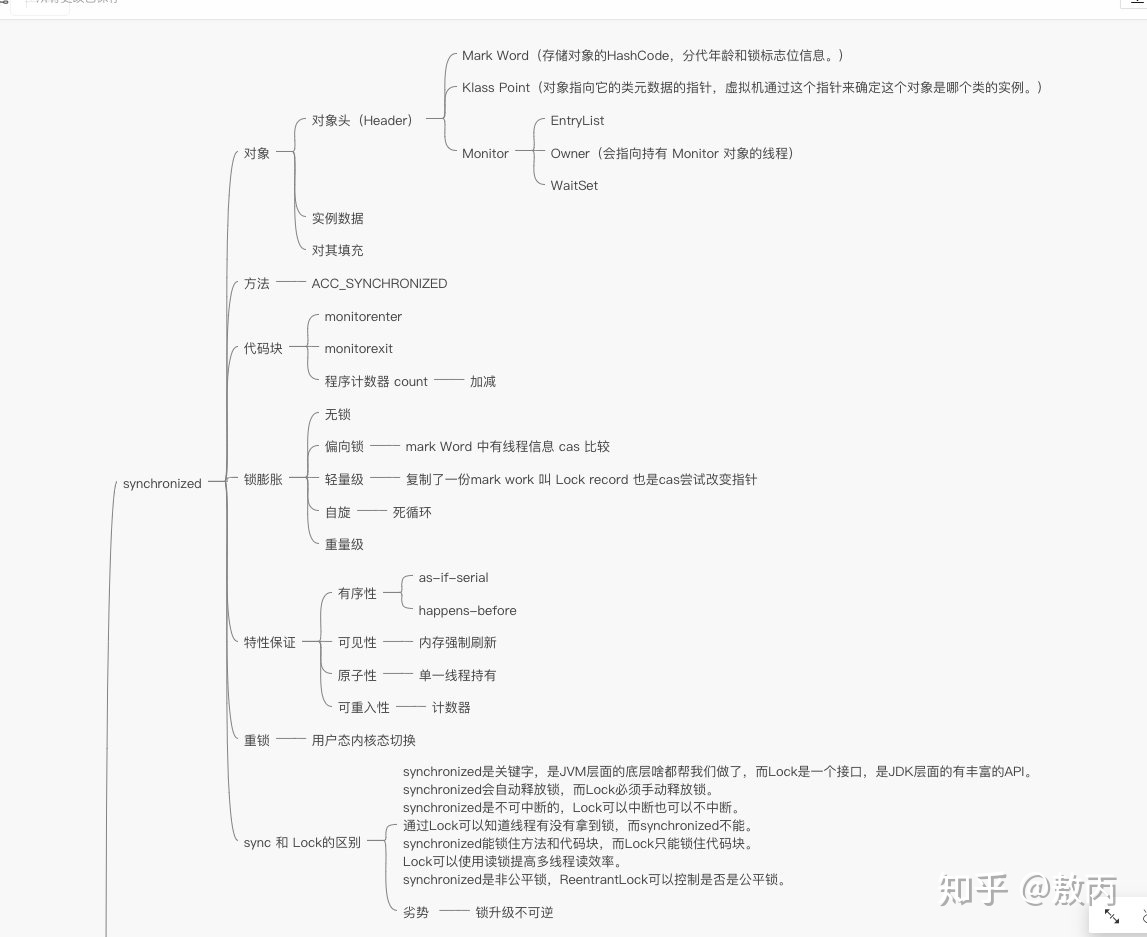 Mark Word（存储对象的HashCode，分代年龄和锁标志位信息。）
Klass Point（对象指向它的类元数据的指针，虚拟机通过这个指针来确定这个对象是哪个类的实例。）
对象头（Header）
EntryList
对象
Monitor
Owner（会指向持有 Monitor 对象的线程）
WaitSet
实例数据
对其填充
方法
ACC_SYNCHRONIZED
monitorenter
代码块
monitorexit
程序计数器 count
加减
无锁
偏向锁
mark Word 中有线程信息 cas 比较
synchronized
锁膨胀
轻量级
复制了一份mark work 叫 Lock record 也是cas尝试改变指针
自旋
死循环
重量级
as-if-serial
有序性
happens-before
特性保证
可见性
内存强制刷新
原子性
单一线程持有
可重入性
计数器
重锁
用户态内核态切换
synchronized是关键字，是JVM层面的底层啥都帮我们做了，而Lock是一个接口，是JDK层面的有丰富的API。
synchronized会自动释放锁，而Lock必须手动释放锁。
synchronized是不可中断的，Lock可以中断也可以不中断。
通过Lock可以知道线程有没有拿到锁，而synchronized不能。
sync 和 Lock的区别
synchronized能锁住方法和代码块，而Lock只能锁住代码块。
Lock可以使用读锁提高多线程读效率。
synchronized是非公平锁，ReentrantLock可以控制是否是公平锁。
劣势
锁升级不可逆
知乎 @敖丙